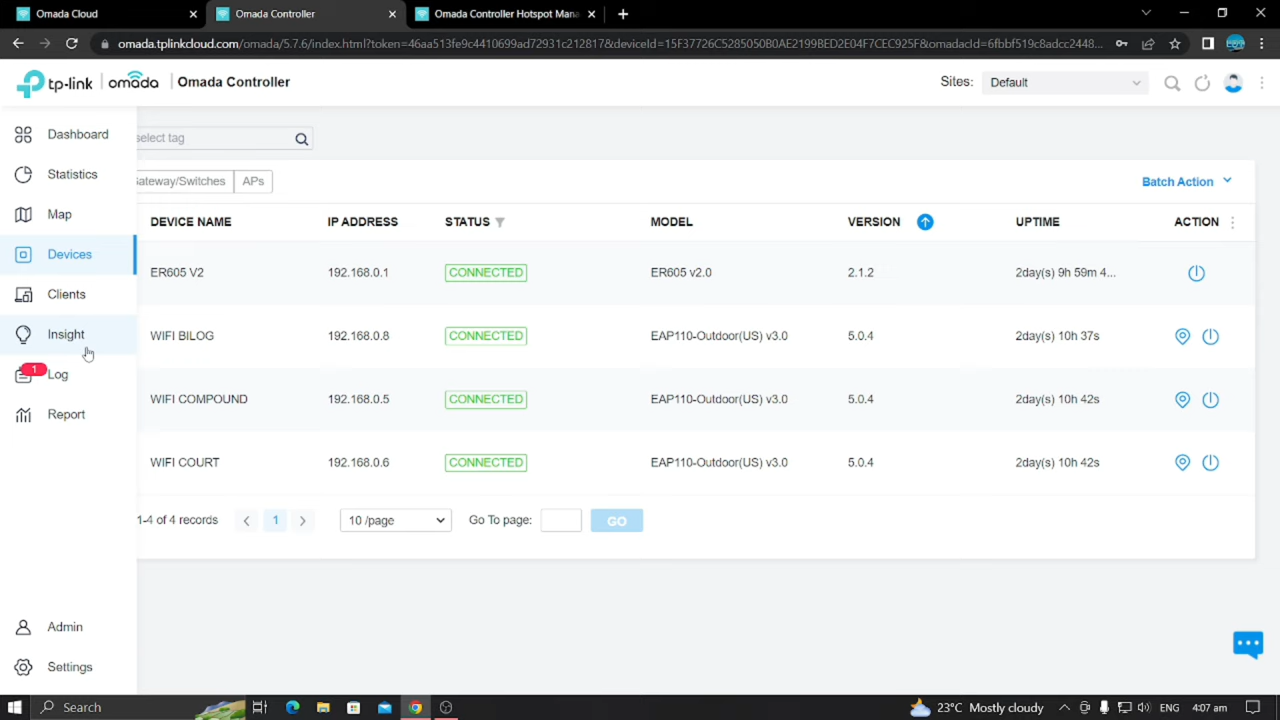 Omada Cloud
Omada Controller
Omada Controller Hotspot Mana
omada.tplinkcloud.com/omada/5.7.6/index.html?token=46aa513fe9c4410699ad72931c212817&deviceId=15F37726C5285050B0AE2199BED2E04F7CEC925F&omadacId=6fbbf519c8adcc2448...
tp-link omada Omada Controller
Sites: Default
Dashboard
Statistics
Map
Devices
Clients
Insight
1
Log
Report
Admin
Settings
select tag
Gateway/Switches APs
Batch Action
DEVICE NAME IP ADDRESS STATUS MODEL VERSION UPTIME ACTION
ER605 V2 192.168.0.1 CONNECTED ER605 v2.0 2.1.2 2day(s) 9h 59m 4...
WIFI BILOG 192.168.0.8 CONNECTED EAP110-Outdoor(US) v3.0 5.0.4 2day(s) 10h 37s
WIFI COMPOUND 192.168.0.5 CONNECTED EAP110-Outdoor(US) v3.0 5.0.4 2day(s) 10h 42s
WIFI COURT 192.168.0.6 CONNECTED EAP110-Outdoor(US) v3.0 5.0.4 2day(s) 10h 42s
1-4 of 4 records 1 10 /page Go To page: GO
Search
23°C Mostly cloudy ENG 4:07 am